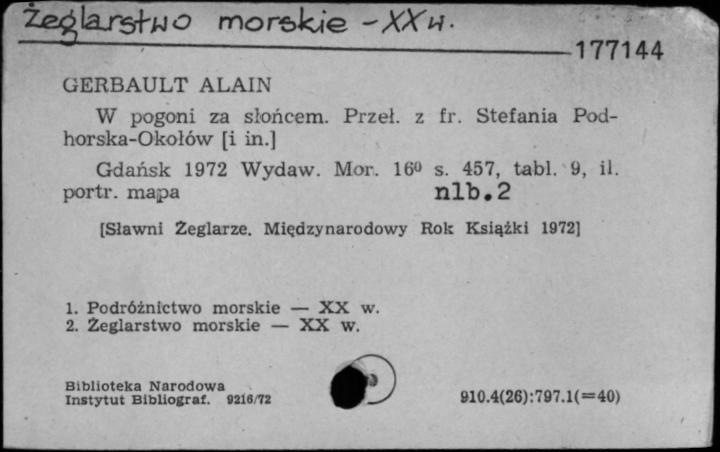 Żeglarstwo morskie - XX w.
177144
GERBAULT ALAIN
W pogoni za słońcem. Przeł. z fr. Stefania Pod-
horska-Okołów [i in.]
Gdańsk 1972 Wydaw. Mor. 16⁰ s. 457, tabl. 9, il.
portr. mapa nlb.2
[Sławni Żeglarze. Międzynarodowy Rok Książki 1972]
1. Podróżnictwo morskie — XX w.
2. Żeglarstwo morskie — XX w.
Biblioteka Narodowa
Instytut Bibliograf. 9216/72
910.4(26):797.1(=40)